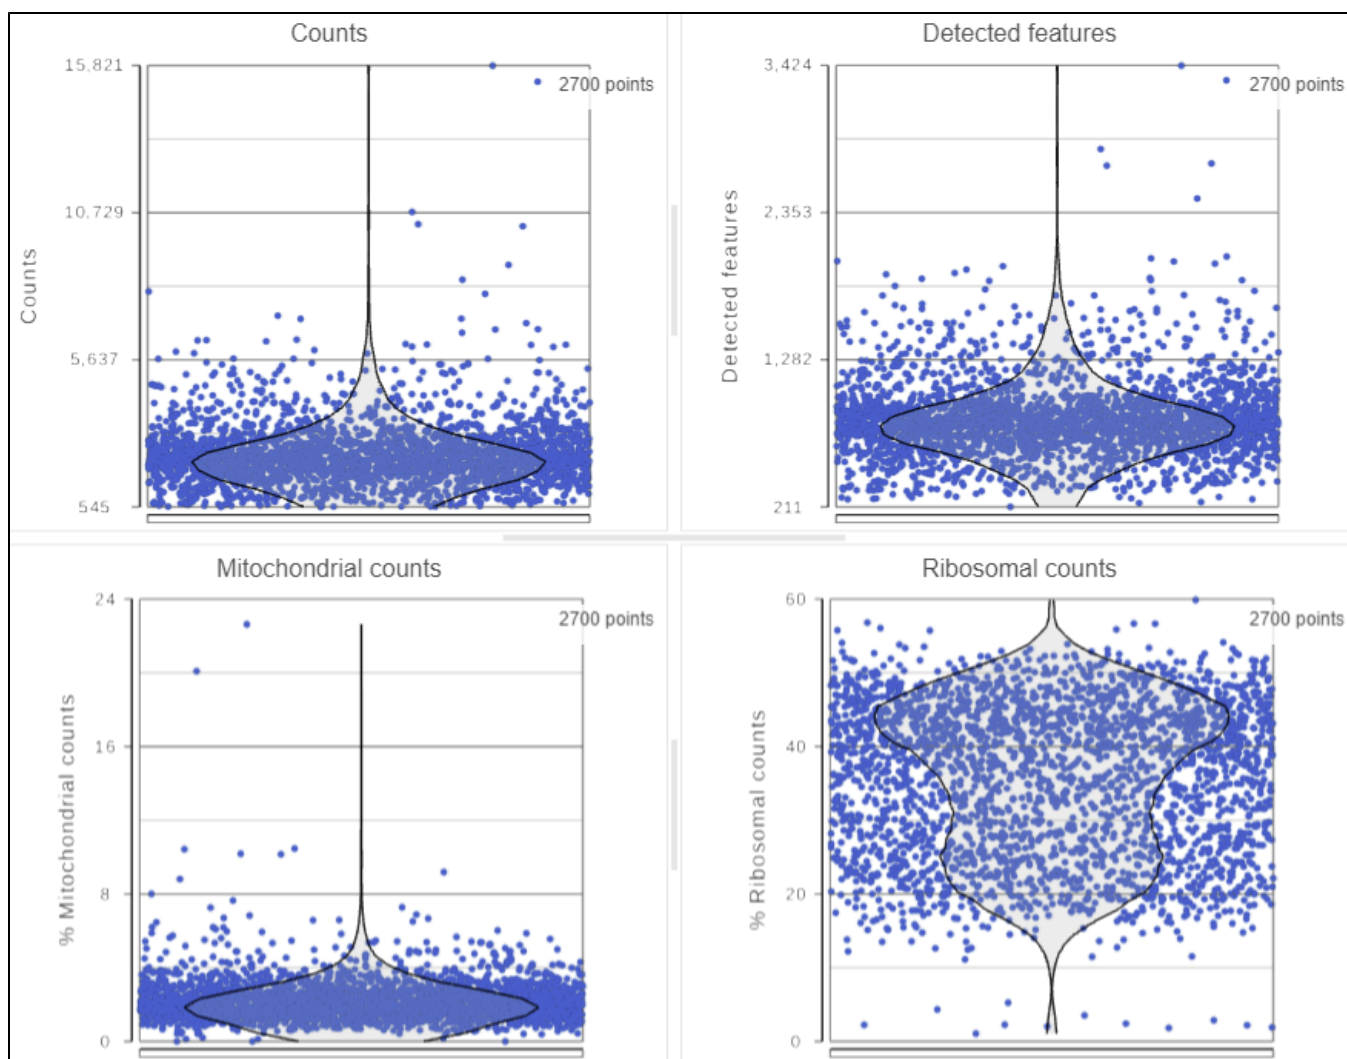 Counts
15,821
10,729
5,637
545
Counts
2700 points
Detected features
3,424
2,353
1,282
211
Detected features
2700 points
Mitochondrial counts
24
16
8
0
% Mitochondrial counts
2700 points
Ribosomal counts
60
40
20
0
% Ribosomal counts
2700 points